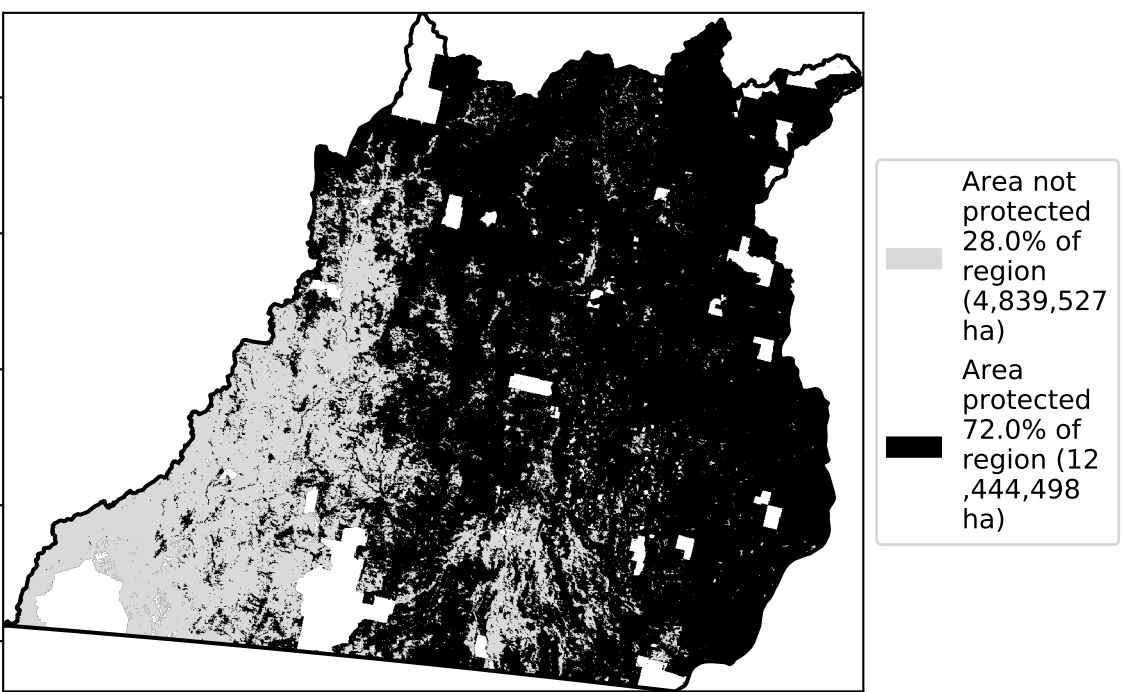 Area not
protected
28.0% of
region
(4,839,527
ha)
Area
protected
72.0% of
region (12
,444,498
ha)